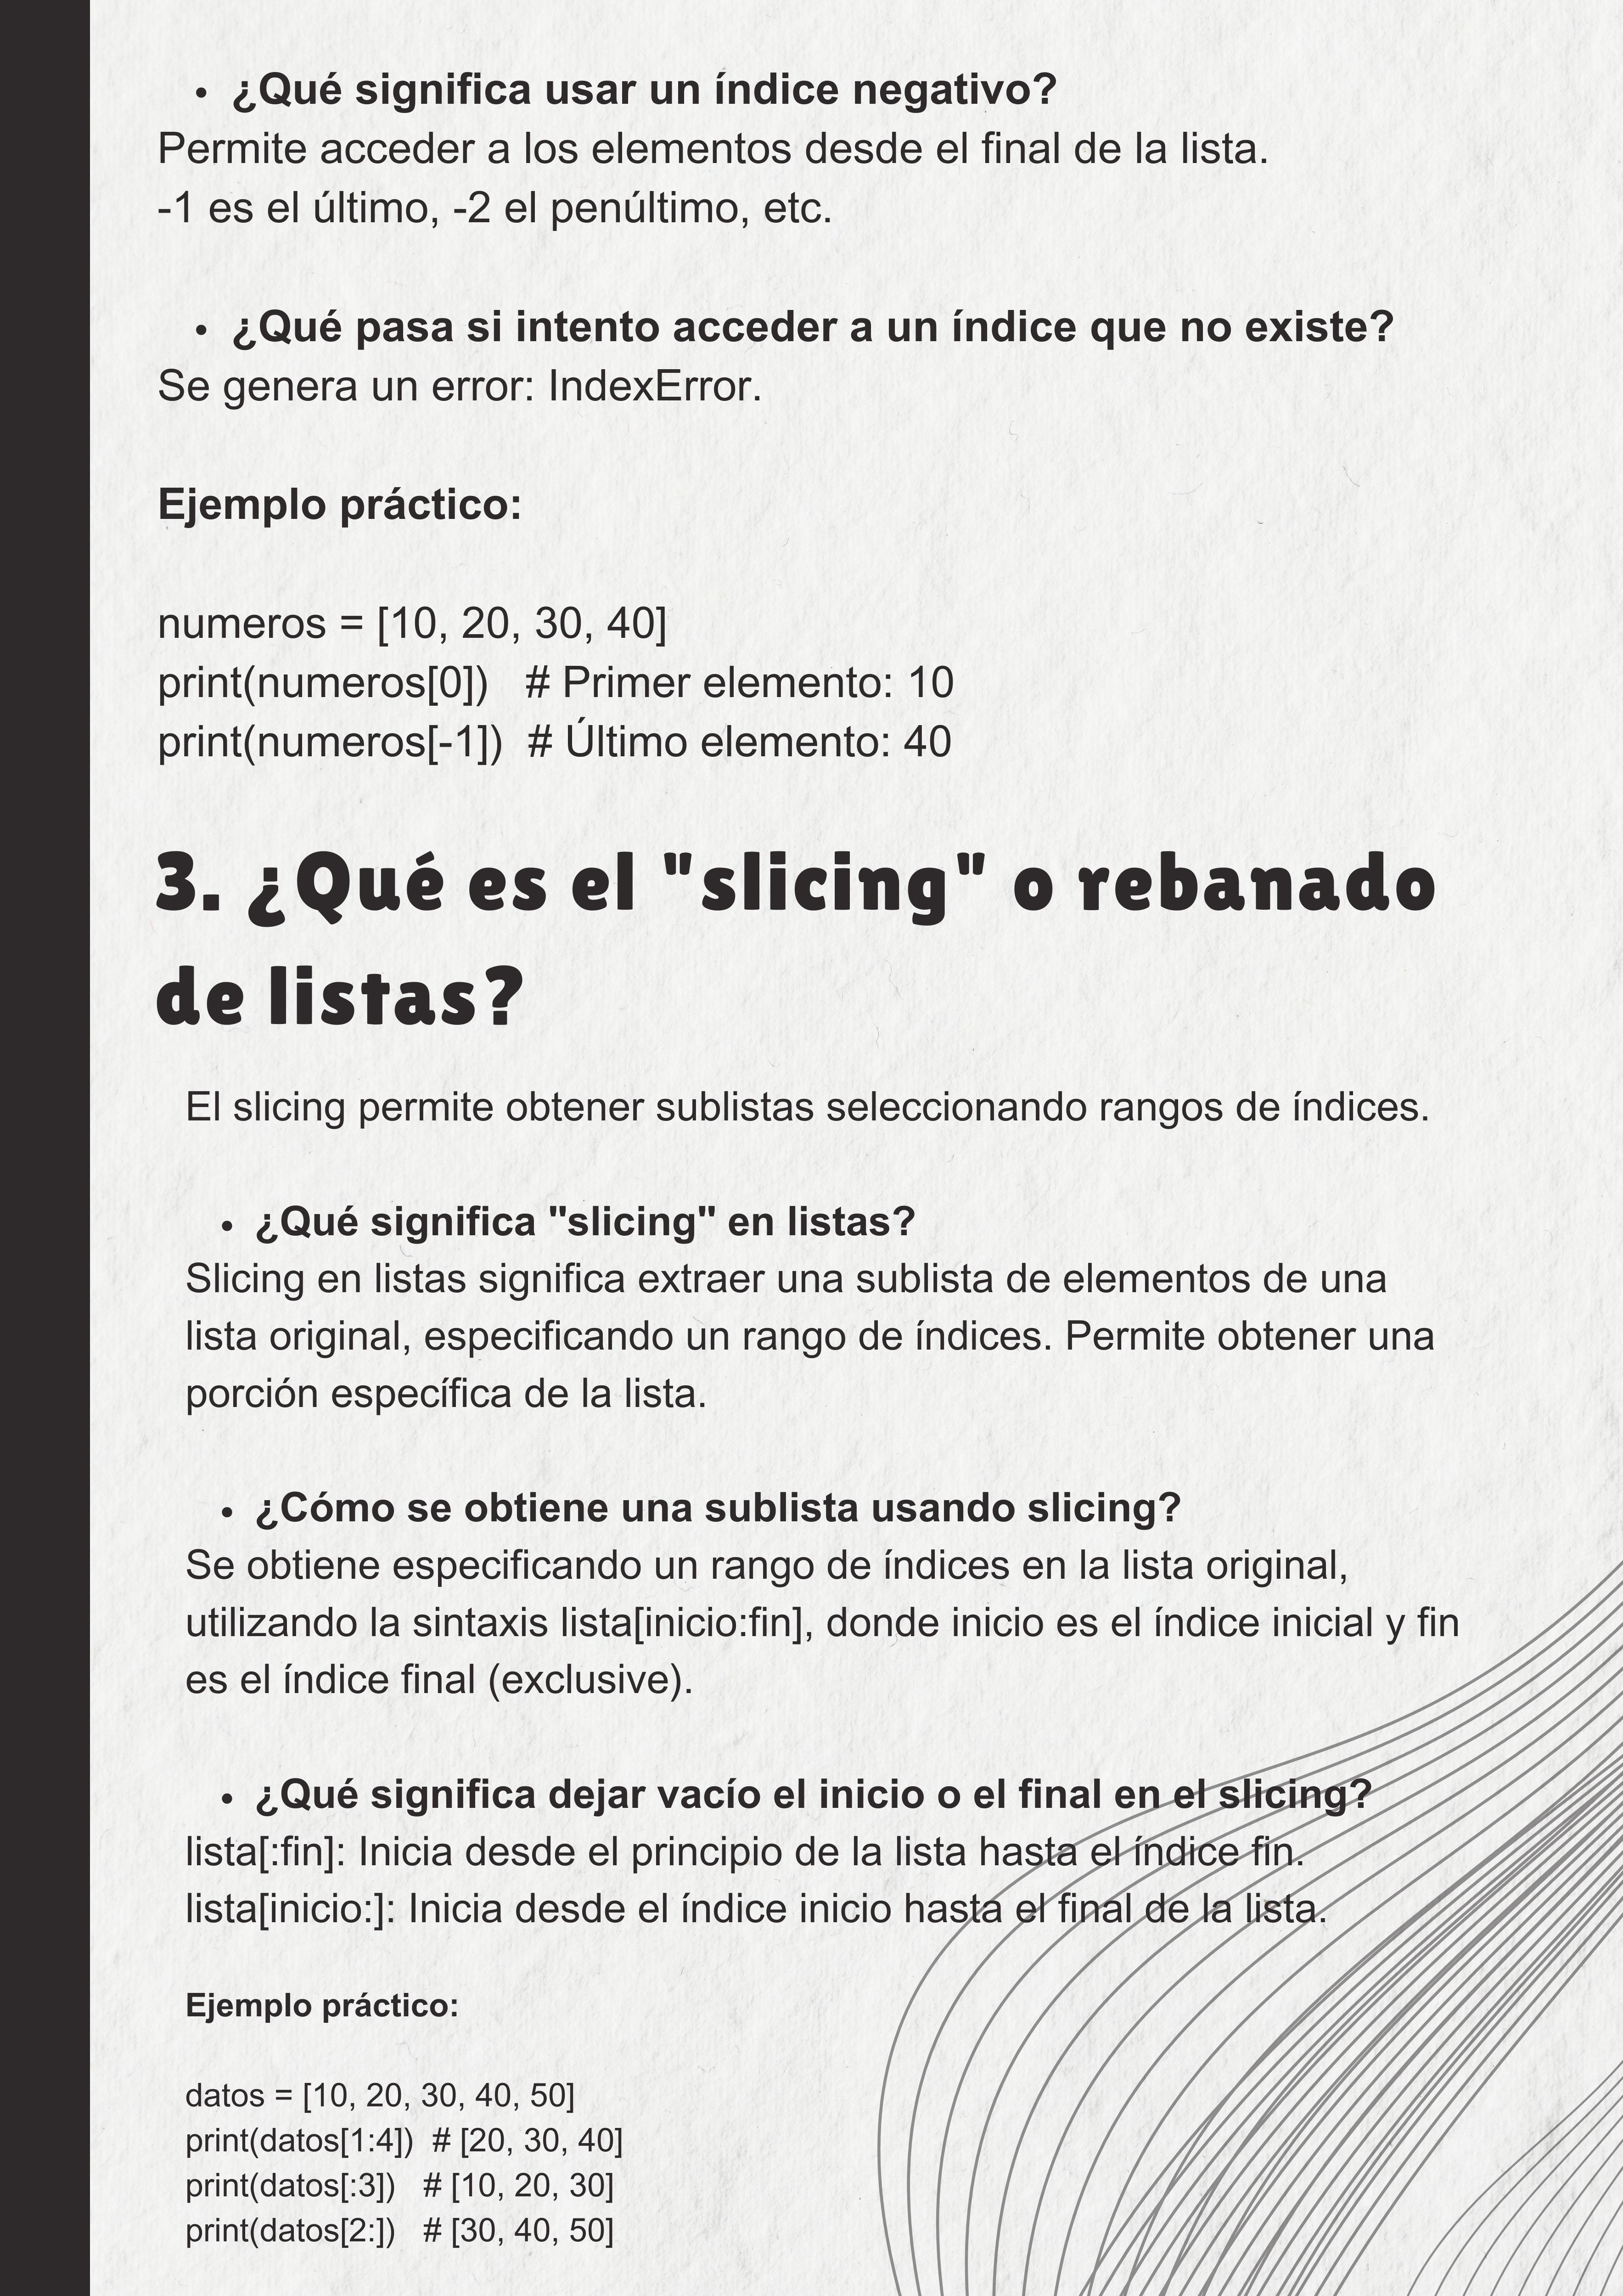 • ¿Qué significa usar un índice negativo?
Permite acceder a los elementos desde el final de la lista.
-1 es el último, -2 el penúltimo, etc.
• ¿Qué pasa si intento acceder a un índice que no existe?
Se genera un error: IndexError.
Ejemplo práctico:
numeros = [10, 20, 30, 40]
print(numeros[0])   # Primer elemento: 10
print(numeros[-1])  # Último elemento: 40
3. ¿Qué es el "slicing" o rebanado
de listas?
El slicing permite obtener sublistas seleccionando rangos de índices.
• ¿Qué significa "slicing" en listas?
Slicing en listas significa extraer una sublista de elementos de una
lista original, especificando un rango de índices. Permite obtener una
porción específica de la lista.
• ¿Cómo se obtiene una sublista usando slicing?
Se obtiene especificando un rango de índices en la lista original,
utilizando la sintaxis lista[inicio:fin], donde inicio es el índice inicial y fin
es el índice final (exclusive).
• ¿Qué significa dejar vacío el inicio o el final en el slicing?
lista[:fin]: Inicia desde el principio de la lista hasta el índice fin.
lista[inicio:]: Inicia desde el índice inicio hasta el final de la lista.
Ejemplo práctico:
datos = [10, 20, 30, 40, 50]
print(datos[1:4])  # [20, 30, 40]
print(datos[:3])   # [10, 20, 30]
print(datos[2:])   # [30, 40, 50]